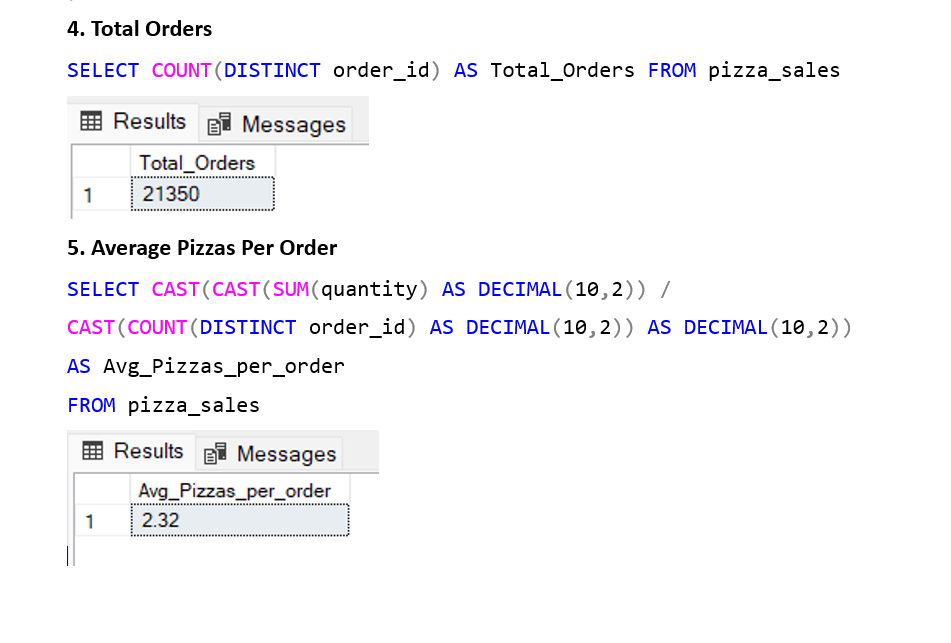 4. Total Orders
SELECT COUNT(DISTINCT order_id) AS Total_Orders FROM pizza_sales
Results Messages
Total_Orders
1 21350
5. Average Pizzas Per Order
SELECT CAST(CAST(SUM(quantity) AS DECIMAL(10,2)) /
CAST(COUNT(DISTINCT order_id) AS DECIMAL(10,2)) AS DECIMAL(10,2))
AS Avg_Pizzas_per_order
FROM pizza_sales
Results Messages
Avg_Pizzas_per_order
1 2.32